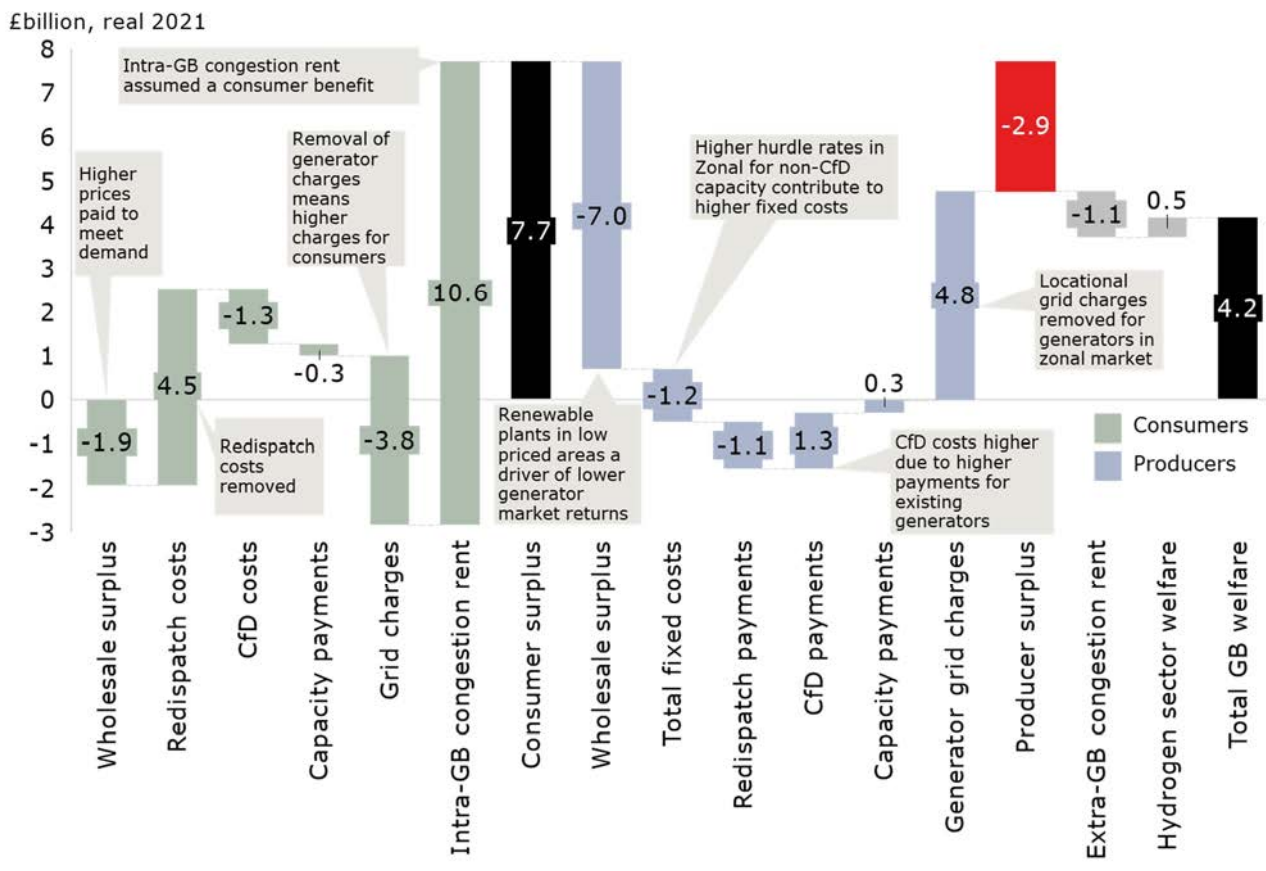 £billion, real 2021
8
7
6
5
4
3
2
1
0
-1
-2
-3
Intra-GB congestion rent
assumed a consumer benefit
Higher
prices
paid to
meet
demand
Removal of
generator
charges
means
higher
charges for
consumers
Redispatch
costs
removed
Renewable
plants in low
priced areas a
driver of lower
generator
market returns
Higher hurdle rates in
Zonal for non-CfD
capacity contribute to
higher fixed costs
Locational
grid charges
removed for
generators in
zonal market
CfD costs higher
due to higher
payments for
existing
generators
-1.9
4.5
-1.3
-0.3
-3.8
10.6
7.7
-7.0
-1.2
-1.1
1.3
0.3
4.8
-2.9
-1.1
0.5
4.2
Consumers
Producers
Wholesale surplus
Redispatch costs
CfD costs
Capacity payments
Grid charges
Intra-GB congestion rent
Consumer surplus
Wholesale surplus
Total fixed costs
Redispatch payments
CfD payments
Capacity payments
Generator grid charges
Producer surplus
Extra-GB congestion rent
Hydrogen sector welfare
Total GB welfare